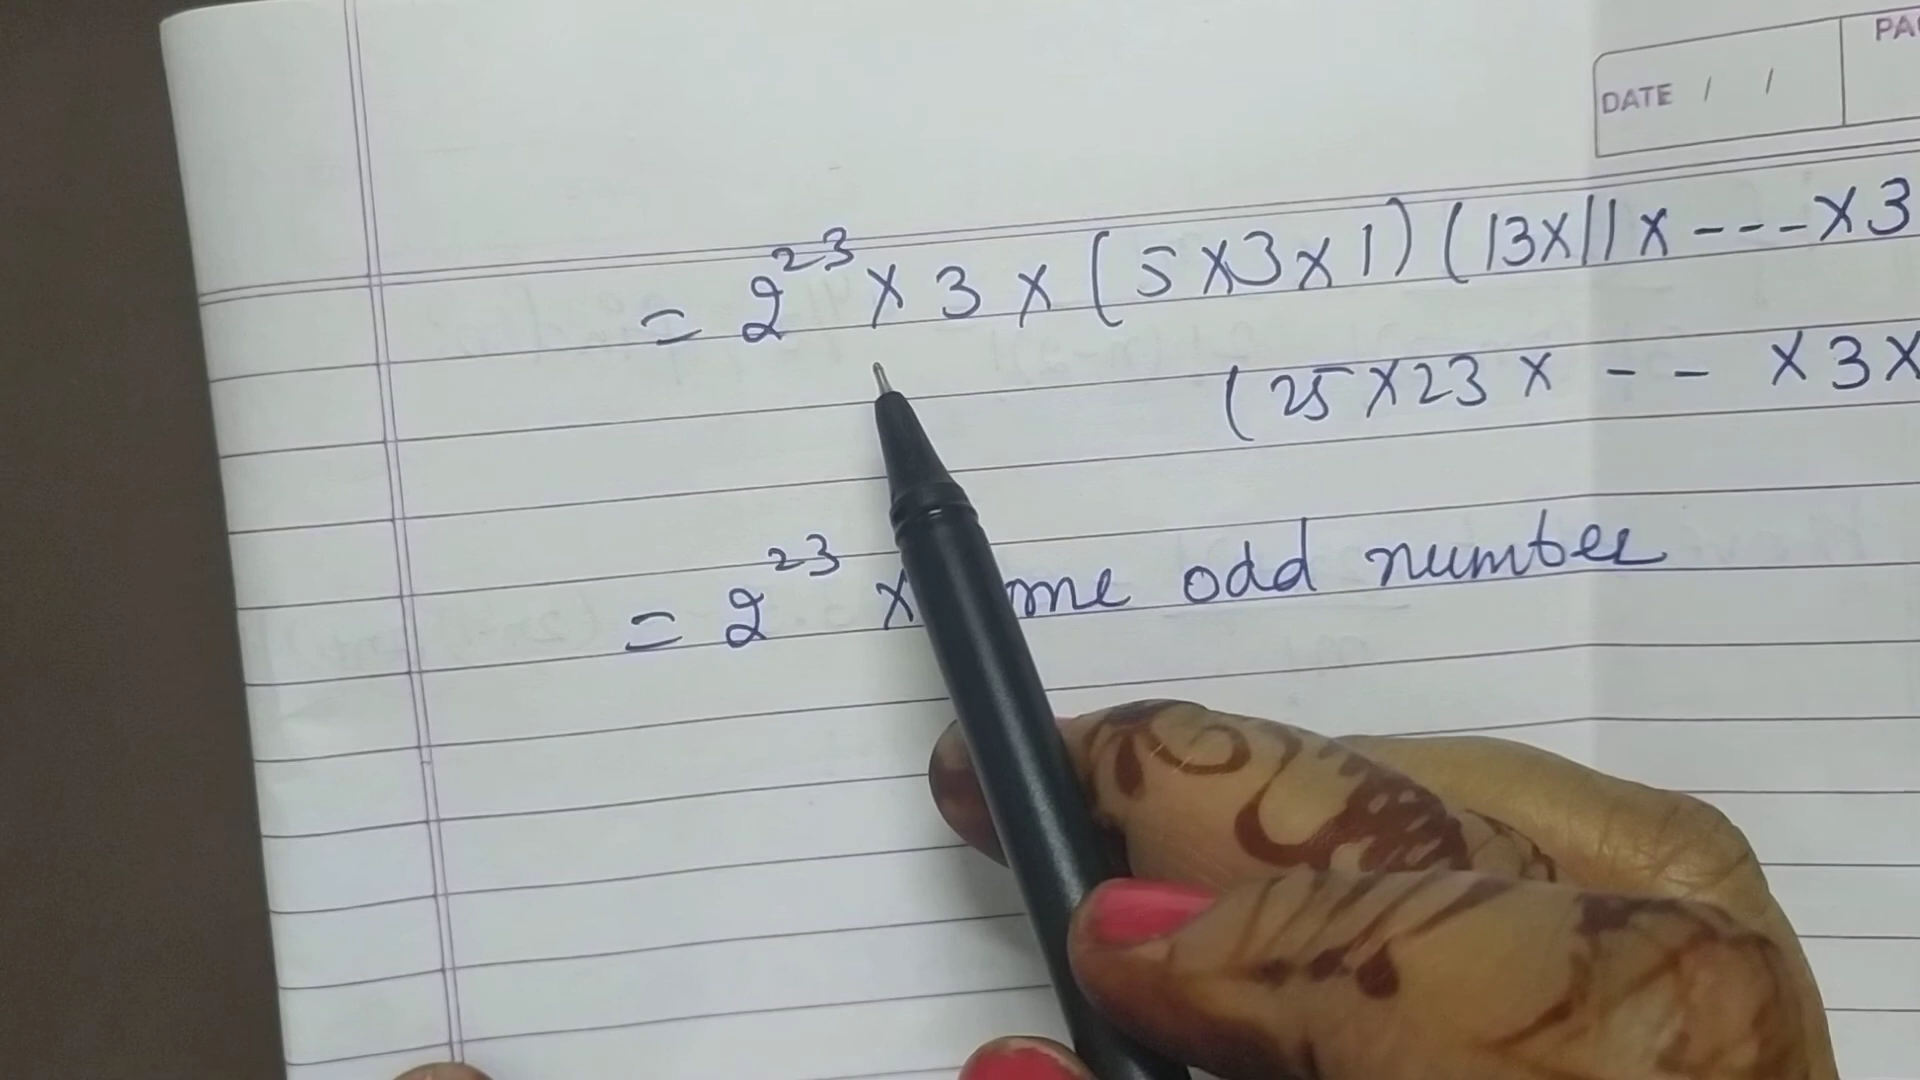 PA
DATE / /
= 2²³ × 3 × (5×3×1) (13×11× ---×3
(25×23× -- ×3×
= 2²³ × me odd number